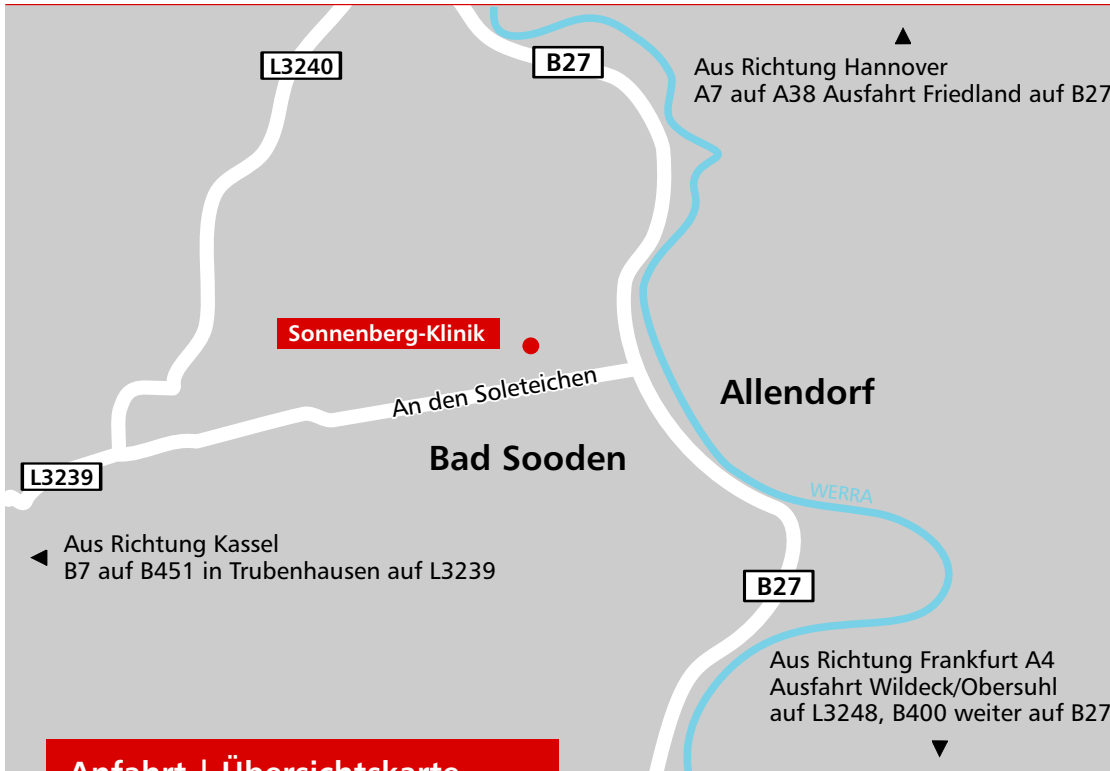 L3240
B27
Aus Richtung Hannover
A7 auf A38 Ausfahrt Friedland auf B27
Sonnenberg-Klinik
An den Soleteichen
Allendorf
Bad Sooden
L3239
WERRA
Aus Richtung Kassel
B7 auf B451 in Trubenhausen auf L3239
B27
Aus Richtung Frankfurt A4
Ausfahrt Wildeck/Obersuhl
auf L3248, B400 weiter auf B27
Anfahrt | Übersichtskarte